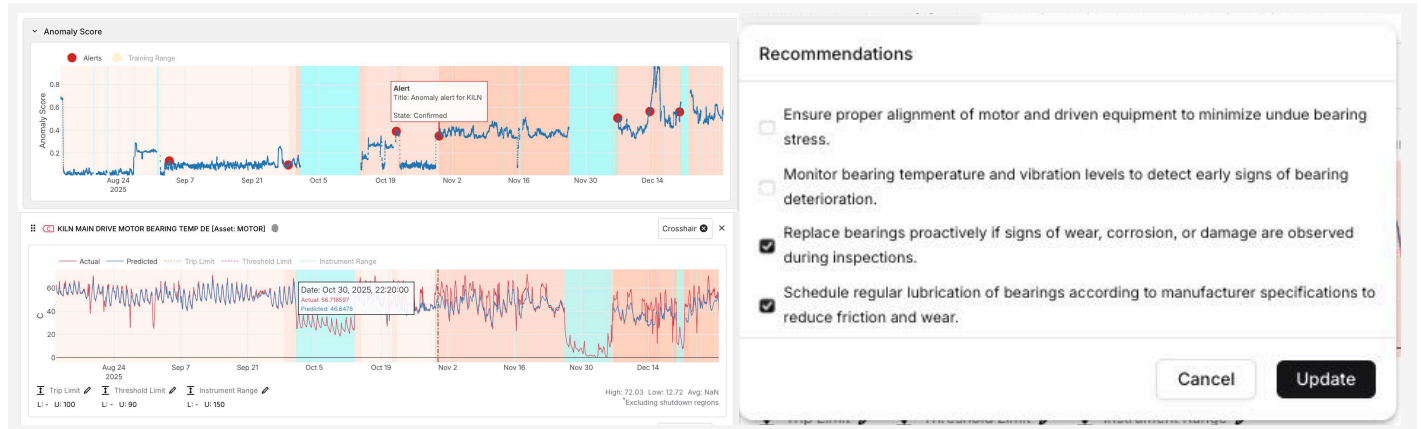 Anomaly Score
Alerts
Training Range
Anomaly Score
0.8
0.6
0.4
0.2
Alert
Title: Anomaly alert for KILN
State: Confirmed
Aug 24
2025
Sep 7
Sep 21
Oct 5
Oct 19
Nov 2
Nov 16
Nov 30
Dec 14
KILN MAIN DRIVE MOTOR BEARING TEMP DE [Asset: MOTOR]
Crosshair
Actual
Predicted
Trip Limit
Threshold Limit
Instrument Range
C
60
40
20
0
Date: Oct 30, 2025, 22:20:00
Actual: 56.718597
Predicted: 46.6478
Aug 24
2025
Sep 7
Sep 21
Oct 5
Oct 19
Nov 2
Nov 16
Nov 30
Dec 14
Trip Limit
Threshold Limit
Instrument Range
L: - U: 100
L: - U: 90
L: - U: 150
High: 72.03 Low: 12.72 Avg: NaN
*Excluding shutdown regions
Recommendations
Ensure proper alignment of motor and driven equipment to minimize undue bearing
stress.
Monitor bearing temperature and vibration levels to detect early signs of bearing
deterioration.
Replace bearings proactively if signs of wear, corrosion, or damage are observed
during inspections.
Schedule regular lubrication of bearings according to manufacturer specifications to
reduce friction and wear.
Cancel
Update